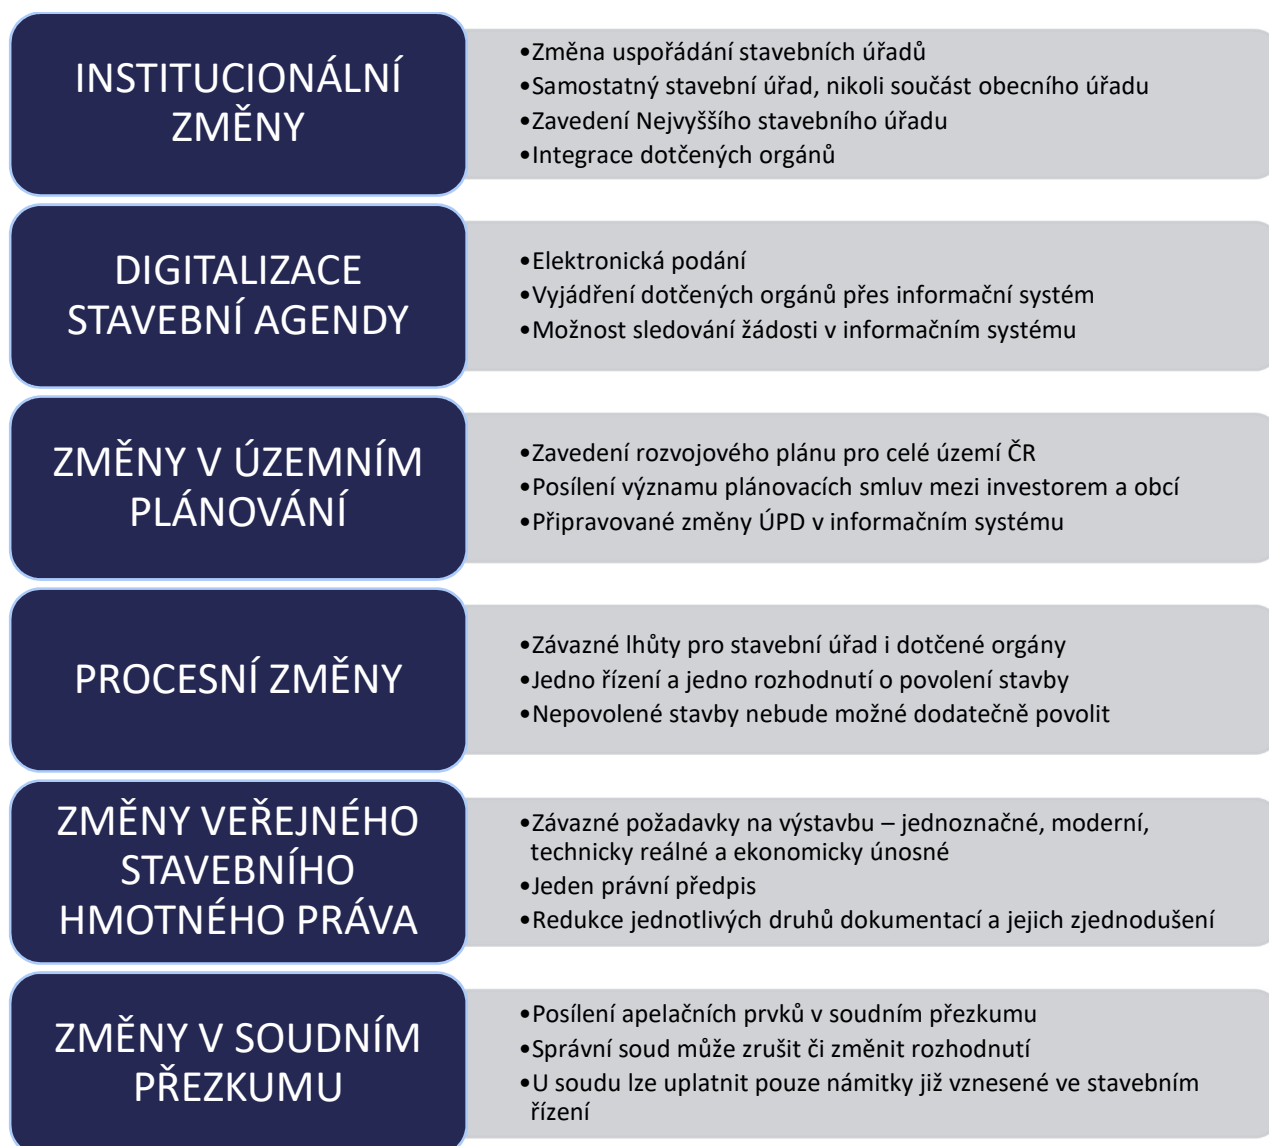 INSTITUCIONÁLNÍ
ZMĚNY
•Změna uspořádání stavebních úřadů
•Samostatný stavební úřad, nikoli součást obecního úřadu
•Zavedení Nejvyššího stavebního úřadu
•Integrace dotčených orgánů
DIGITALIZACE
STAVEBNÍ AGENDY
•Elektronická podání
•Vyjádření dotčených orgánů přes informační systém
•Možnost sledování žádosti v informačním systému
ZMĚNY V ÚZEMNÍM
PLÁNOVÁNÍ
•Zavedení rozvojového plánu pro celé území ČR
•Posílení významu plánovacích smluv mezi investorem a obcí
•Připravované změny ÚPD v informačním systému
PROCESNÍ ZMĚNY
•Závazné lhůty pro stavební úřad i dotčené orgány
•Jedno řízení a jedno rozhodnutí o povolení stavby
•Nepovolené stavby nebude možné dodatečně povolit
ZMĚNY VEŘEJNÉHO
STAVEBNÍHO
HMOTNÉHO PRÁVA
•Závazné požadavky na výstavbu – jednoznačné, moderní,
technicky reálné a ekonomicky únosné
•Jeden právní předpis
•Redukce jednotlivých druhů dokumentací a jejich zjednodušení
ZMĚNY V SOUDNÍM
PŘEZKUMU
•Posílení apelačních prvků v soudním přezkumu
•Správní soud může zrušit či změnit rozhodnutí
•U soudu lze uplatnit pouze námitky již vznesené ve stavebním
řízení